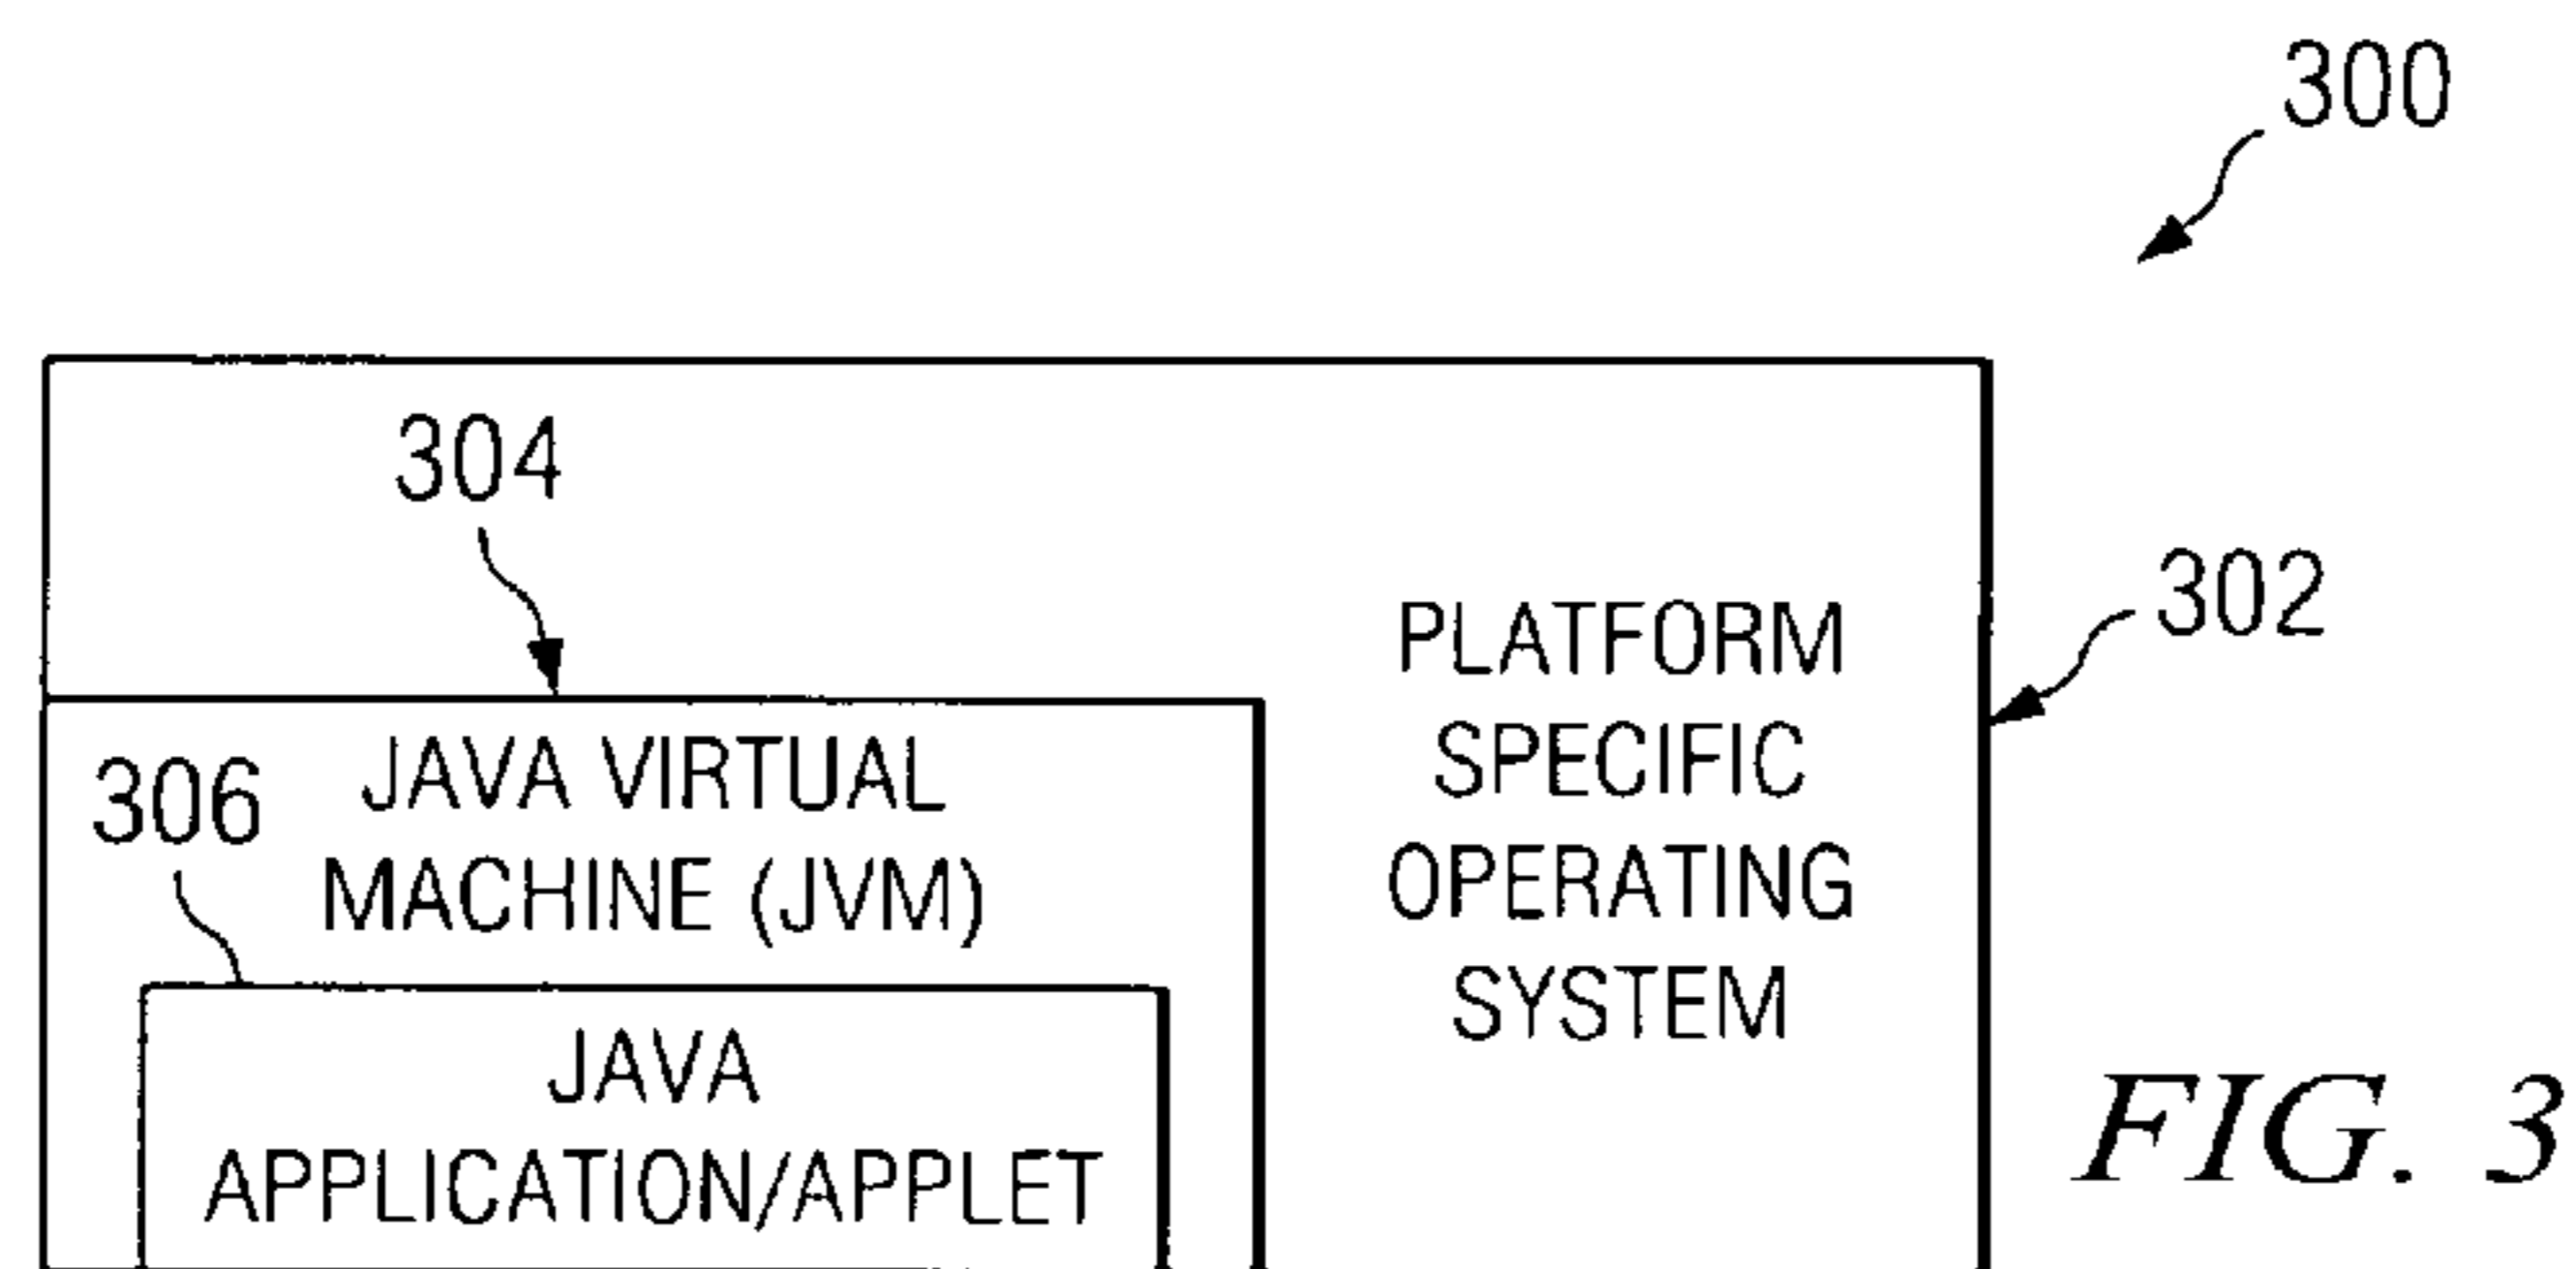 300
304
302
PLATFORM
SPECIFIC
OPERATING
SYSTEM
306
JAVA VIRTUAL
MACHINE (JVM)
JAVA
APPLICATION/APPLET
FIG. 3